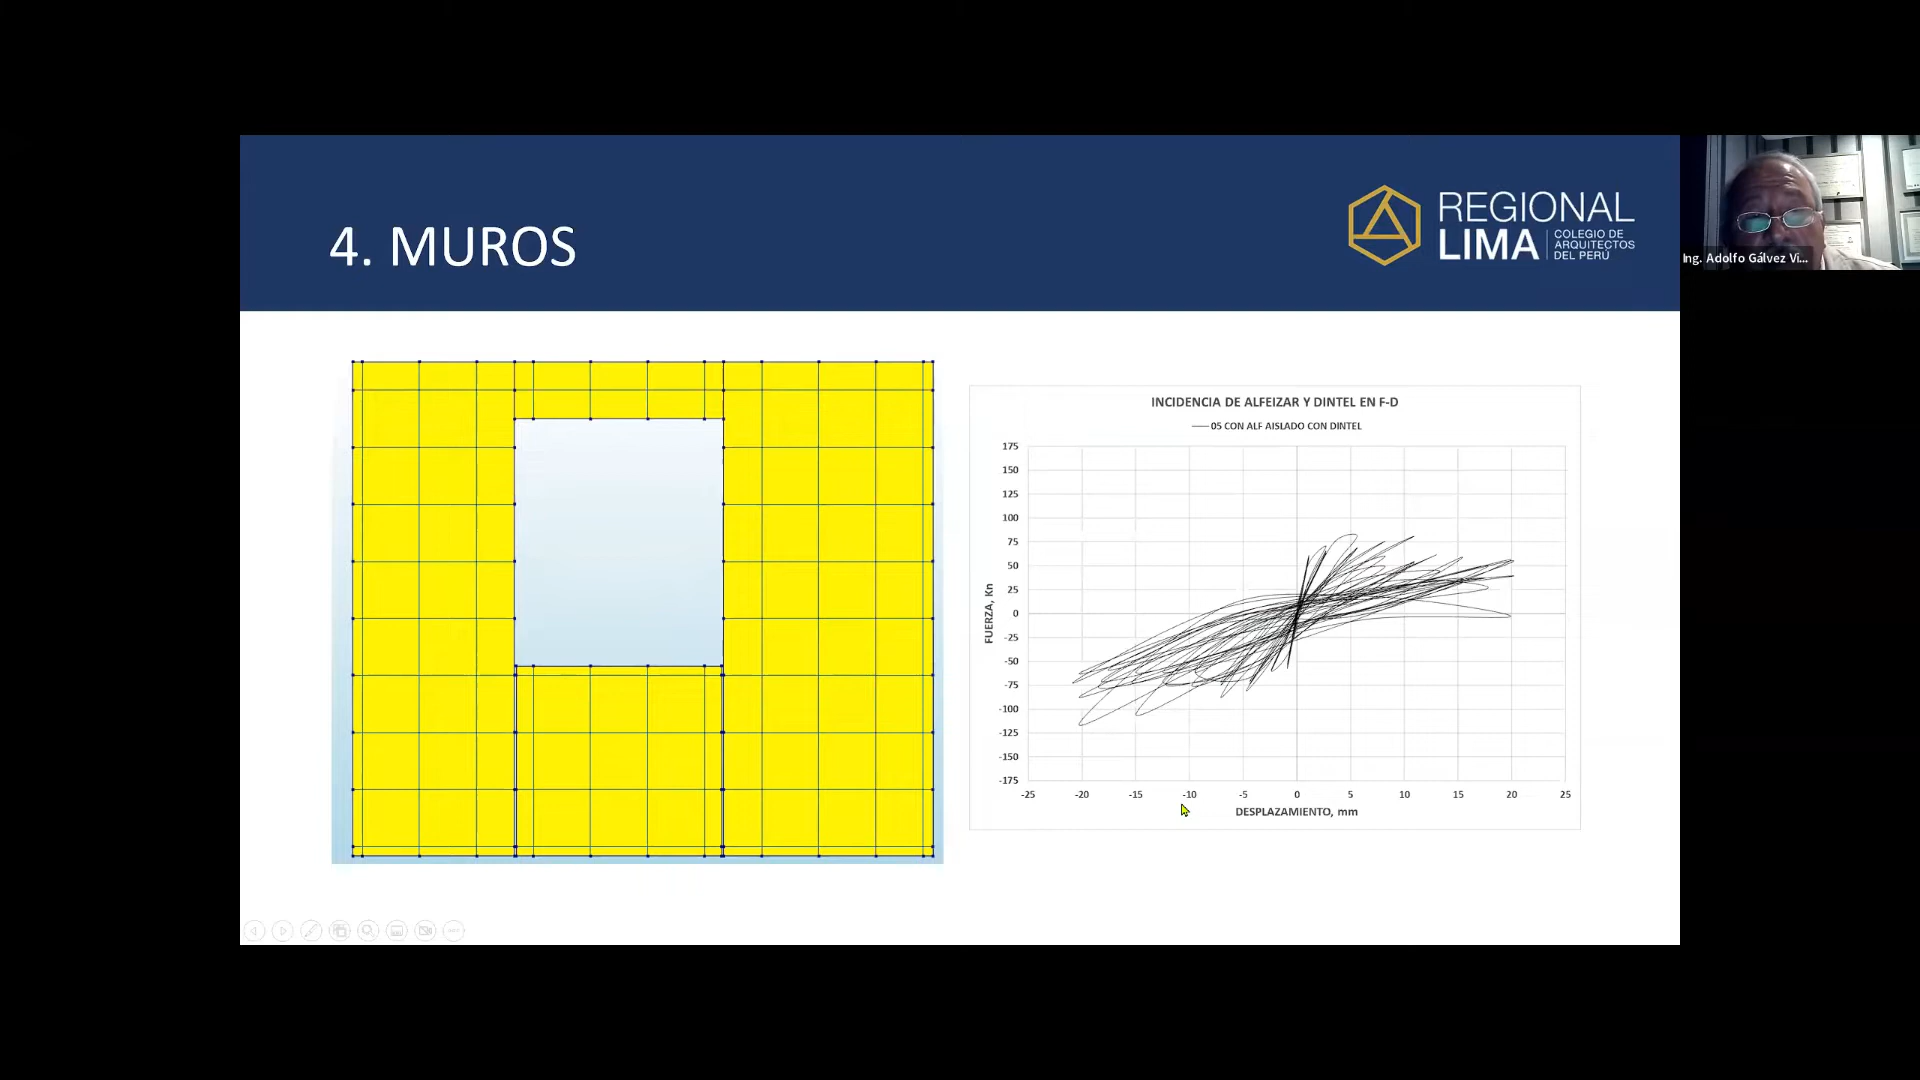 4. MUROS
REGIONAL
LIMA
COLEGIO DE
ARQUITECTOS
DEL PERÚ
Ing. Adolfo Gálvez Vi...
INCIDENCIA DE ALFEIZAR Y DINTEL EN F-D
05 CON ALF AISLADO CON DINTEL
175
150
125
100
75
50
25
0
-25
-50
-75
-100
-125
-150
-175
FUERZA, Kn
-25 -20 -15 -10 -5 0 5 10 15 20 25
DESPLAZAMIENTO, mm